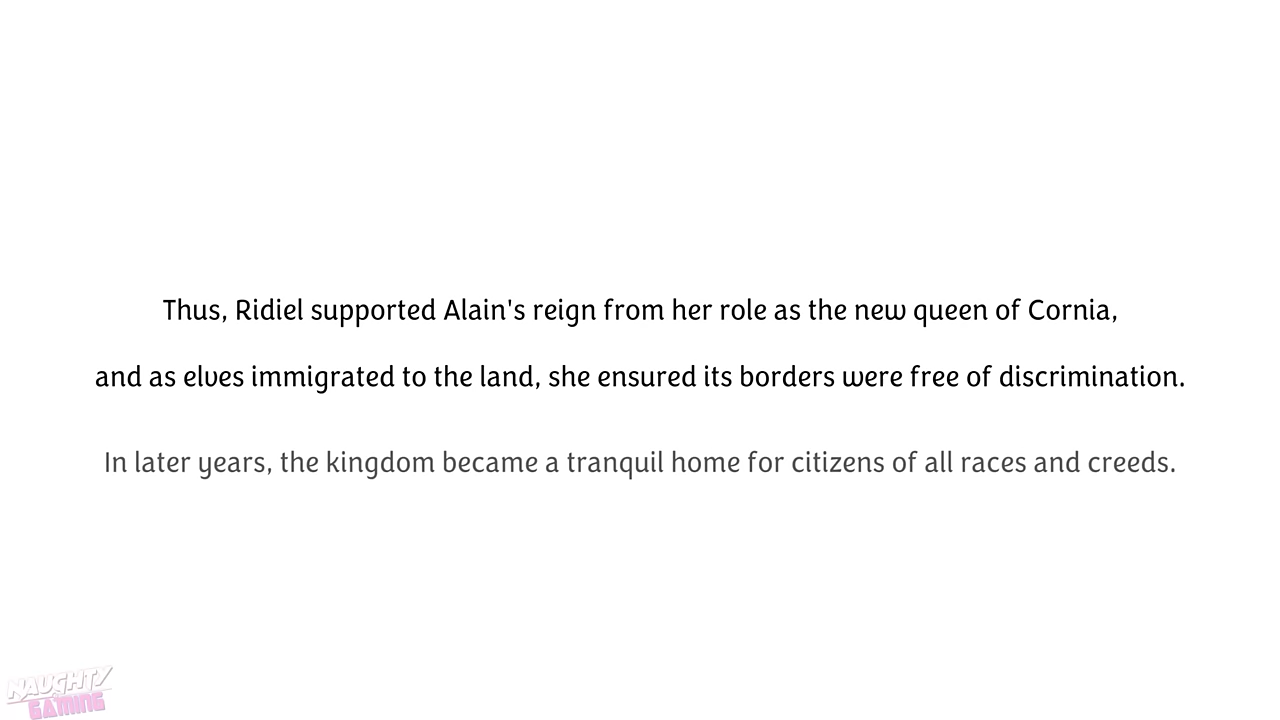 Thus, Ridiel supported Alain's reign from her role as the new queen of Cornia,
and as elves immigrated to the land, she ensured its borders were free of discrimination.
In later years, the kingdom became a tranquil home for citizens of all races and creeds.
NAUGHTY
GAMING